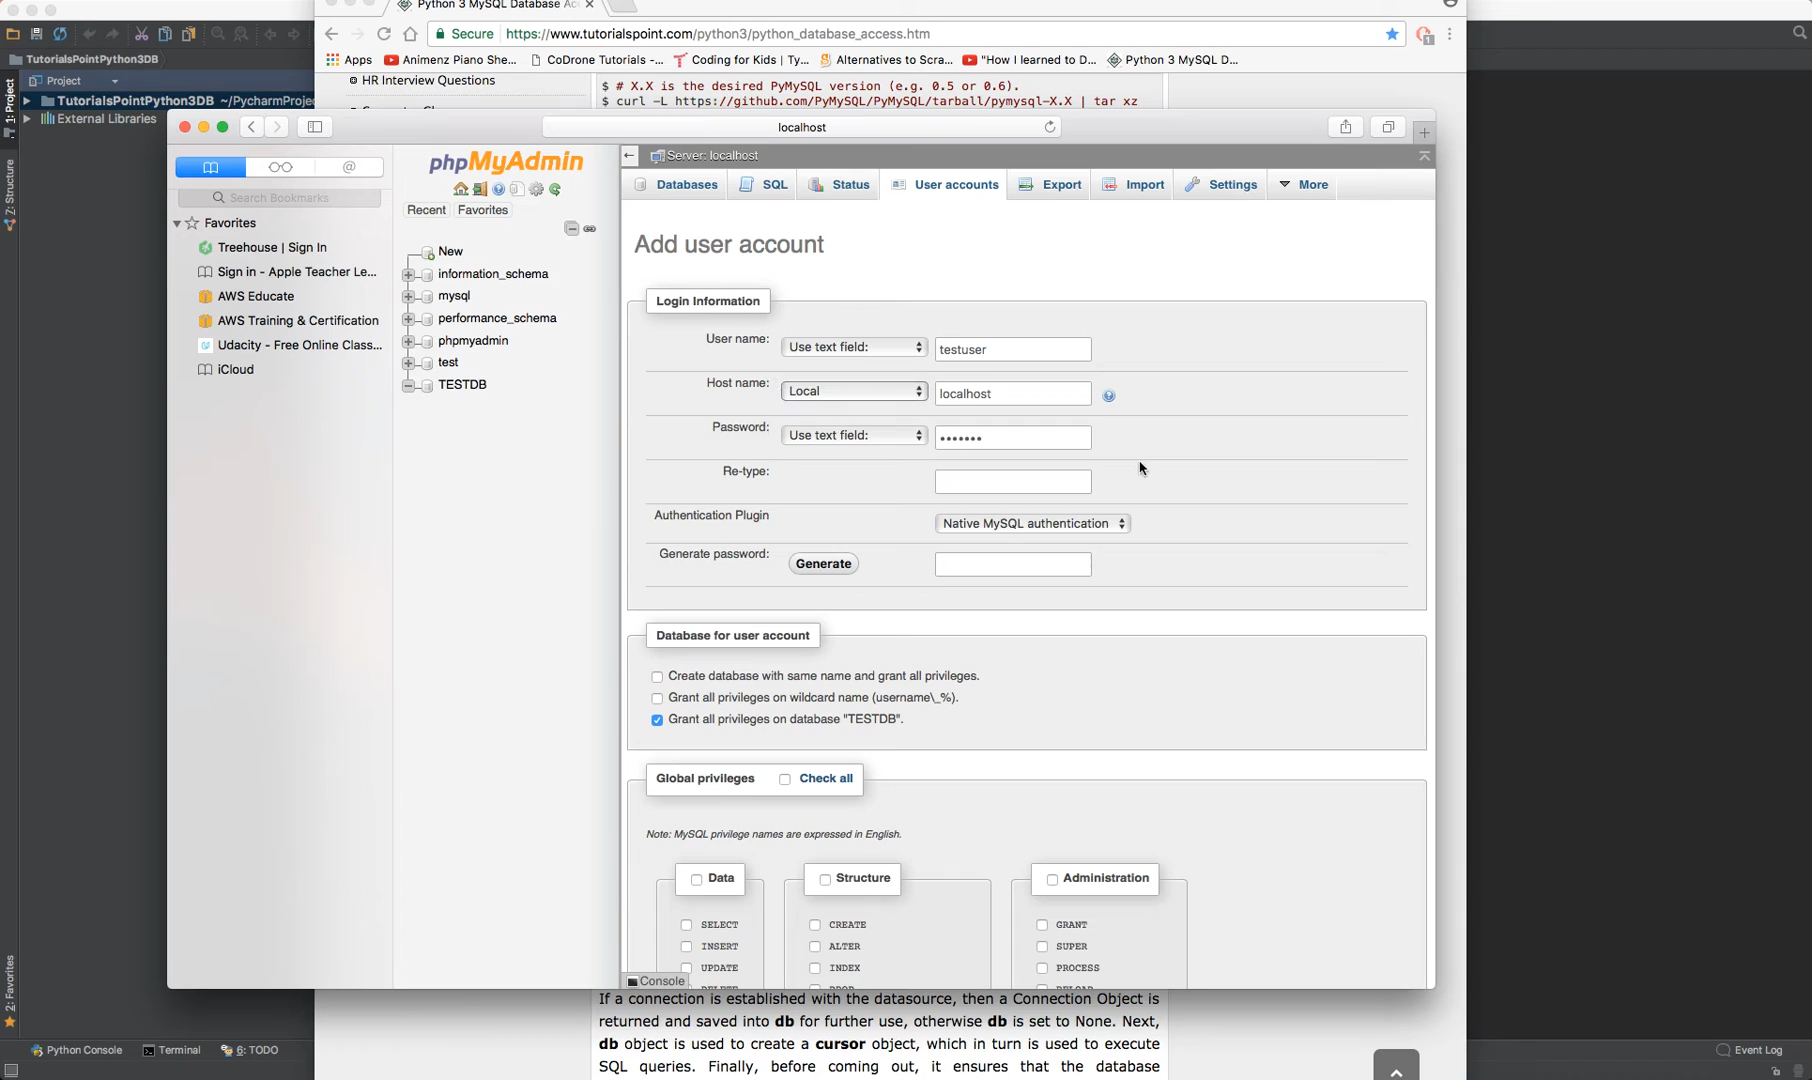 Python 3 MySQL Database Ac
Secure https://www.tutorialspoint.com/python3/python_database_access.htm
Apps Animenz Piano She... CoDrone Tutorials -... Coding for Kids | Ty... Alternatives to Scra... "How I learned to D... Python 3 MySQL D...
TutorialsPointPython3DB
Project
TutorialsPointPython3DB ~/PycharmProje
External Libraries
1: Project
7: Structure
2: Favorites
HR Interview Questions
$ # X.X is the desired PyMySQL version (e.g. 0.5 or 0.6).
$ curl -L https://github.com/PyMySQL/PyMySQL/tarball/pymysql-X.X | tar xz
localhost
Search Bookmarks
Favorites
Treehouse | Sign In
Sign in - Apple Teacher Le...
AWS Educate
AWS Training & Certification
Udacity - Free Online Class...
iCloud
phpMyAdmin
Recent Favorites
New
information_schema
mysql
performance_schema
phpmyadmin
test
TESTDB
Server: localhost
Databases SQL Status User accounts Export Import Settings More
Add user account
Login Information
User name: Use text field: testuser
Host name: Local localhost
Password: Use text field: •••••••
Re-type:
Authentication Plugin Native MySQL authentication
Generate password: Generate
Database for user account
Create database with same name and grant all privileges.
Grant all privileges on wildcard name (username\_%).
Grant all privileges on database "TESTDB".
Global privileges Check all
Note: MySQL privilege names are expressed in English.
Data Structure Administration
SELECT CREATE GRANT
INSERT ALTER SUPER
UPDATE INDEX PROCESS
Console
If a connection is established with the datasource, then a Connection Object is
returned and saved into db for further use, otherwise db is set to None. Next,
db object is used to create a cursor object, which in turn is used to execute
SQL queries. Finally, before coming out, it ensures that the database
Python Console Terminal 6: TODO Event Log